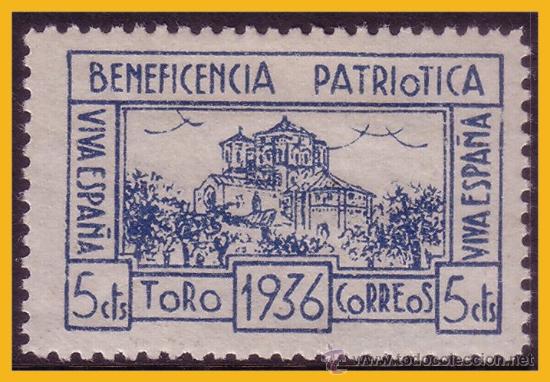 BENEFICENCIA PATRIOTICA
VIVA ESPAÑA
VIVA ESPAÑA
5 cts TORO 1936 CORREOS 5 cts
www.todocoleccion.net